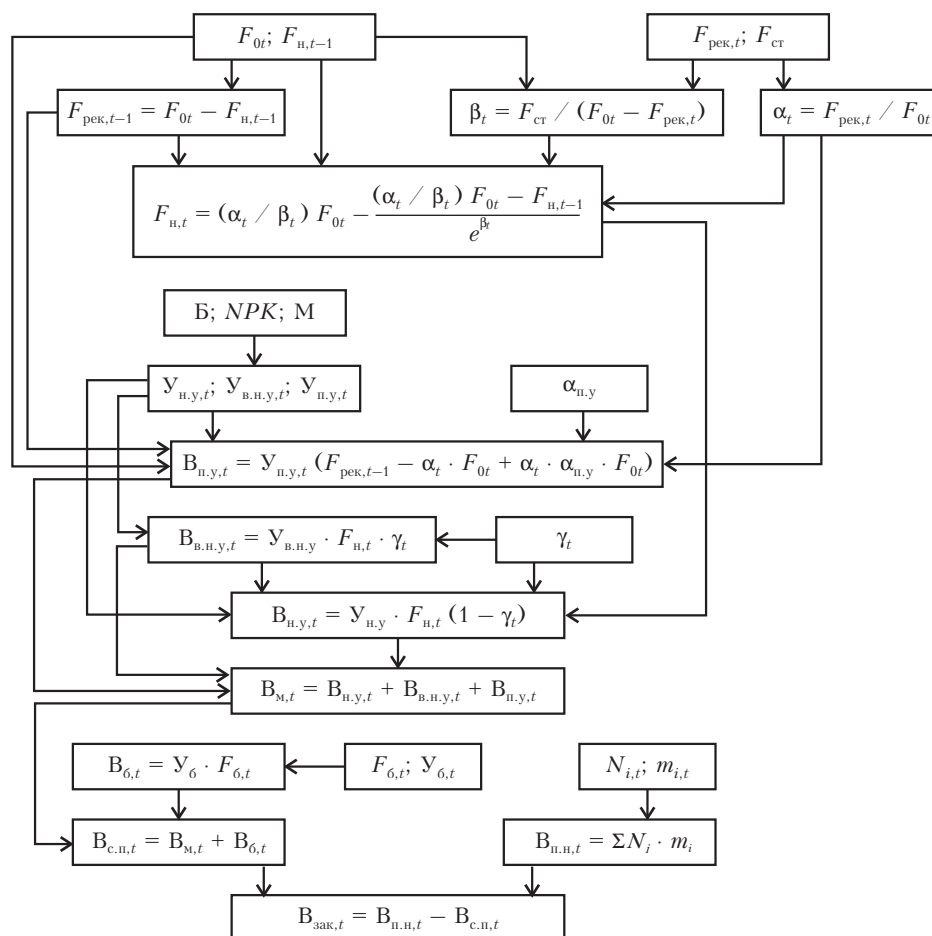 F₀ₜ; Fн,t−1
Fрек,t; Fст
Fрек,t−1 = F₀ₜ − Fн,t−1
βₜ = Fст / (F₀ₜ − Fрек,t)
αₜ = Fрек,t / F₀ₜ
Fн,t = (αₜ / βₜ) F₀ₜ − (αₜ / βₜ) F₀ₜ − Fн,t−1
e^βₜ
Б; NPK; М
Ун.у,t; Ув.н.у,t; Уп.у,t
αп.у
Вп.у,t = Уп.у,t (Fрек,t−1 − αₜ · F₀ₜ + αₜ · αп.у · F₀ₜ)
Вв.н.у,t = Ув.н.у · Fн,t · γₜ
γₜ
Вн.у,t = Ун.у · Fн,t (1 − γₜ)
Вм,t = Вн.у,t + Вв.н.у,t + Вп.у,t
Вб,t = Уб · Fб,t
Fб,t; Уб,t
Ni,t; mi,t
Вс.п,t = Вм,t + Вб,t
Вп.н,t = ΣNi · mi
Взак,t = Вп.н,t − Вс.п,t